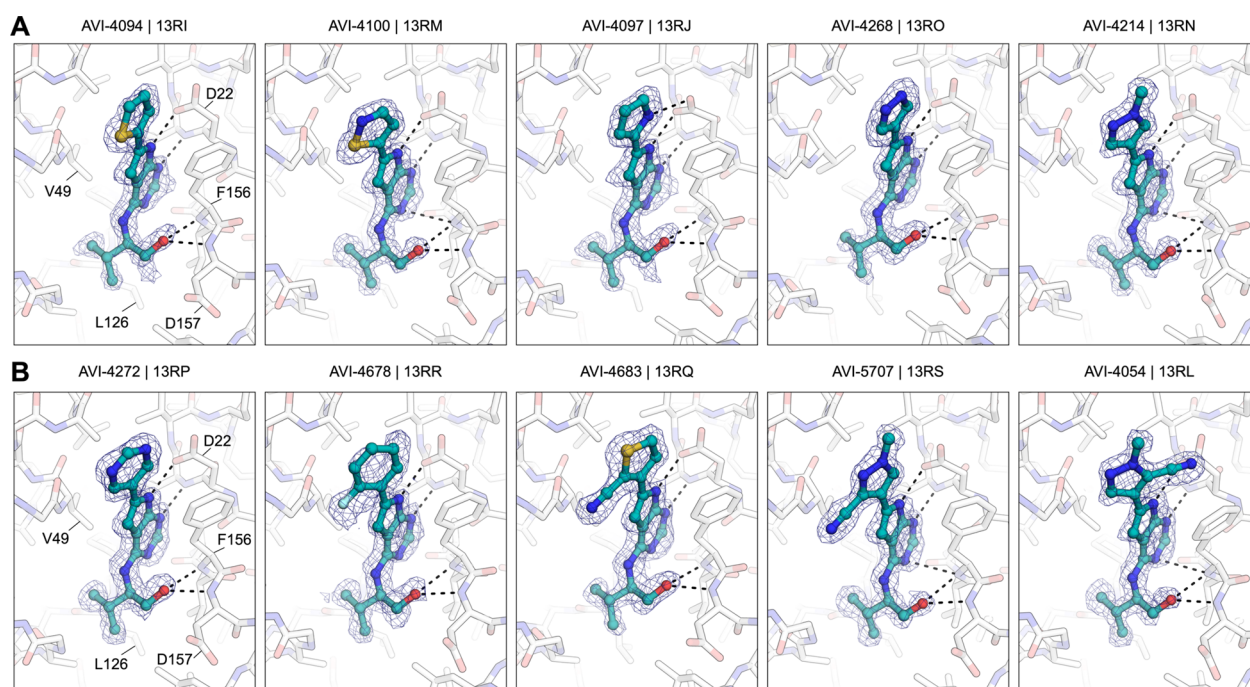 A
AVI-4094 | 13RI
AVI-4100 | 13RM
AVI-4097 | 13RJ
AVI-4268 | 13RO
AVI-4214 | 13RN
D22
V49
F156
L126
D157
B
AVI-4272 | 13RP
AVI-4678 | 13RR
AVI-4683 | 13RQ
AVI-5707 | 13RS
AVI-4054 | 13RL
D22
V49
F156
L126
D157